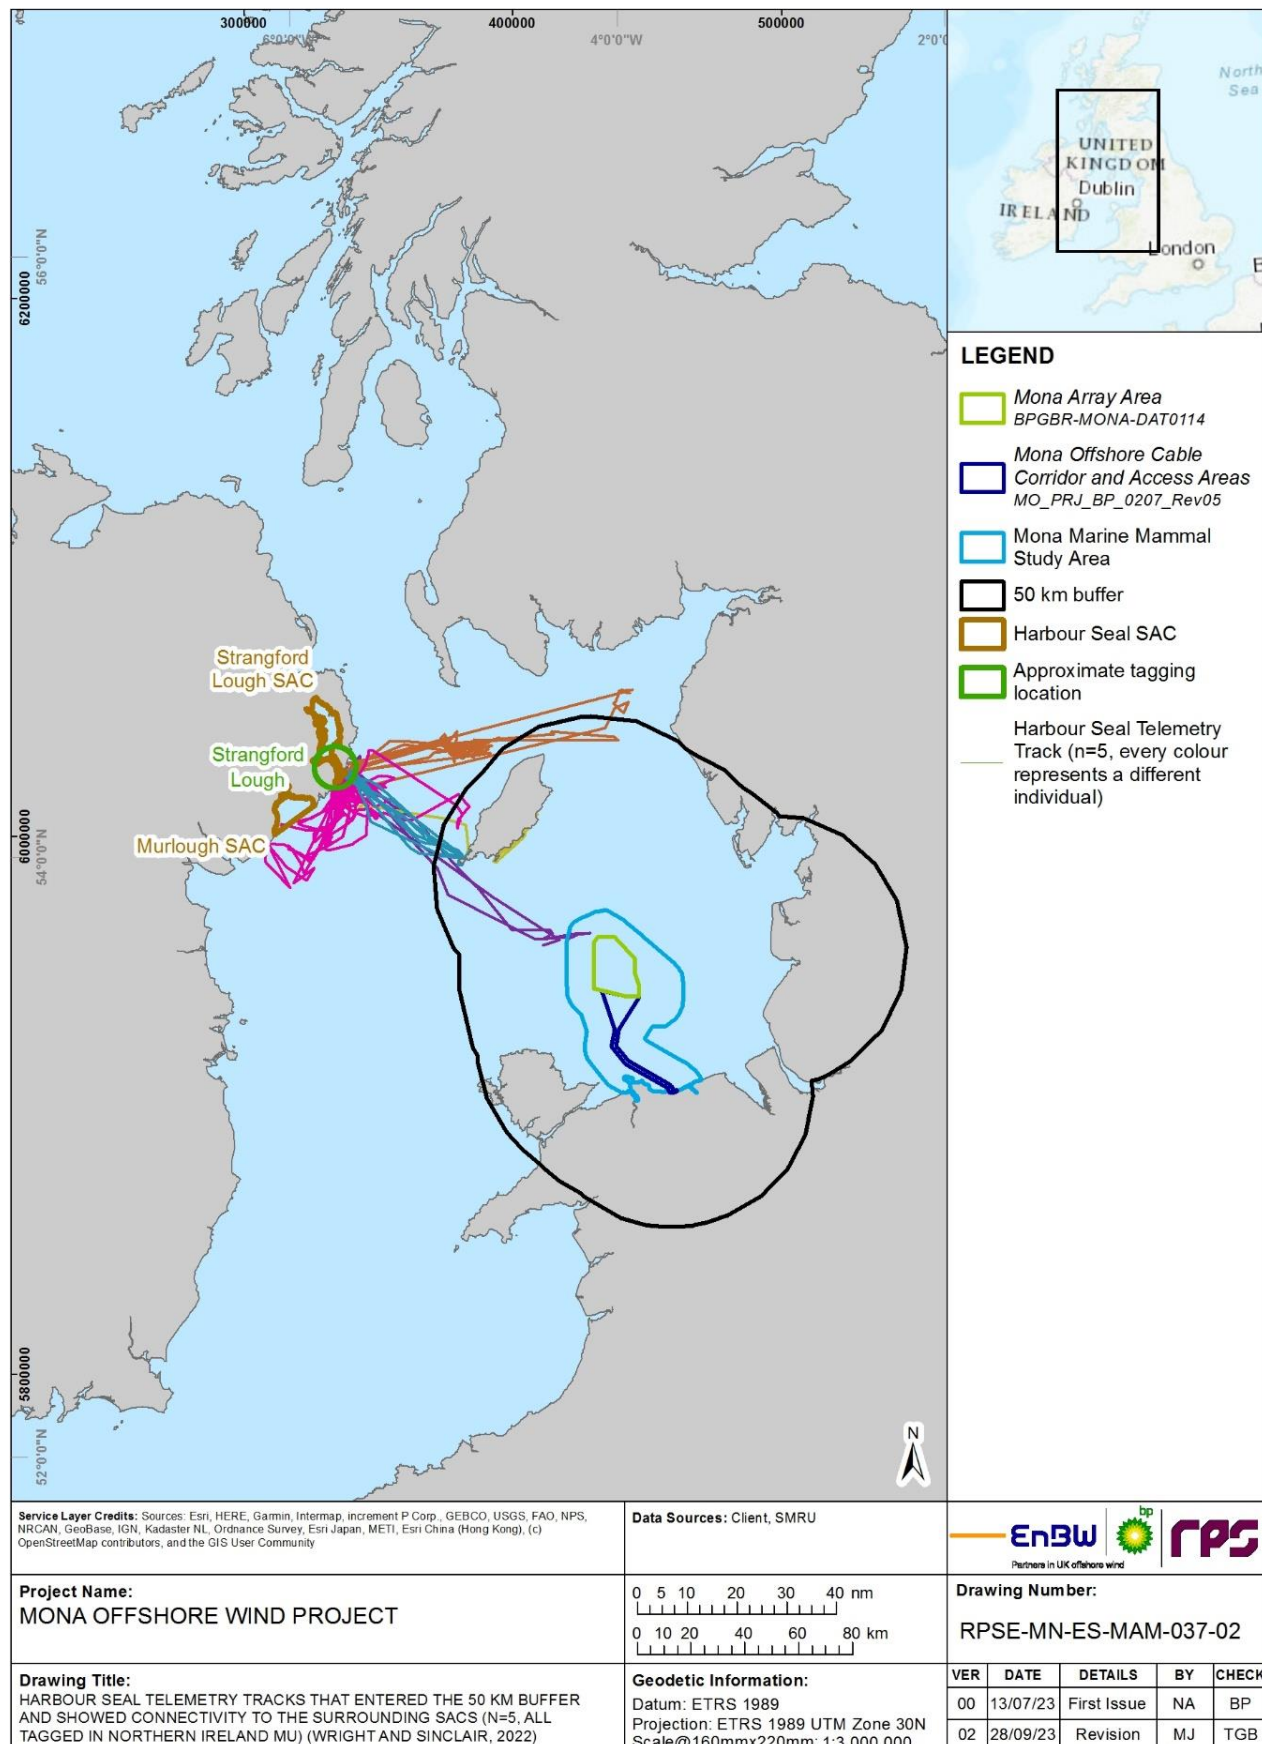 300000
400000
500000
6°0'0"W
4°0'0"W
56°0'0"N
6200000
Strangford
Lough SAC
Strangford
Lough
Murlough SAC
6000000
54°0'0"N
5800000
52°0'0"N
N
North
Sea
UNITED
KINGDOM
Dublin
IRELAND
London
LEGEND
Mona Array Area
BPGBR-MONA-DAT0114
Mona Offshore Cable
Corridor and Access Areas
MO_PRJ_BP_0207_Rev05
Mona Marine Mammal
Study Area
50 km buffer
Harbour Seal SAC
Approximate tagging
location
Harbour Seal Telemetry
Track (n=5, every colour
represents a different
individual)
Service Layer Credits: Sources: Esri, HERE, Garmin, Intermap, increment P Corp., GEBCO, USGS, FAO, NPS,
NRCAN, GeoBase, IGN, Kadaster NL, Ordnance Survey, Esri Japan, METI, Esri China (Hong Kong), (c)
OpenStreetMap contributors, and the GIS User Community
Data Sources: Client, SMRU
EnBW
bp
rps
Partners in UK offshore wind
Project Name:
MONA OFFSHORE WIND PROJECT
0 5 10 20 30 40 nm
0 10 20 40 60 80 km
Drawing Number:
RPSE-MN-ES-MAM-037-02
Drawing Title:
HARBOUR SEAL TELEMETRY TRACKS THAT ENTERED THE 50 KM BUFFER
AND SHOWED CONNECTIVITY TO THE SURROUNDING SACS (N=5, ALL
TAGGED IN NORTHERN IRELAND MU) (WRIGHT AND SINCLAIR, 2022)
Geodetic Information:
Datum: ETRS 1989
Projection: ETRS 1989 UTM Zone 30N
Scale@160mmx220mm: 1:3,000,000
VER DATE DETAILS BY CHECK
00 13/07/23 First Issue NA BP
02 28/09/23 Revision MJ TGB